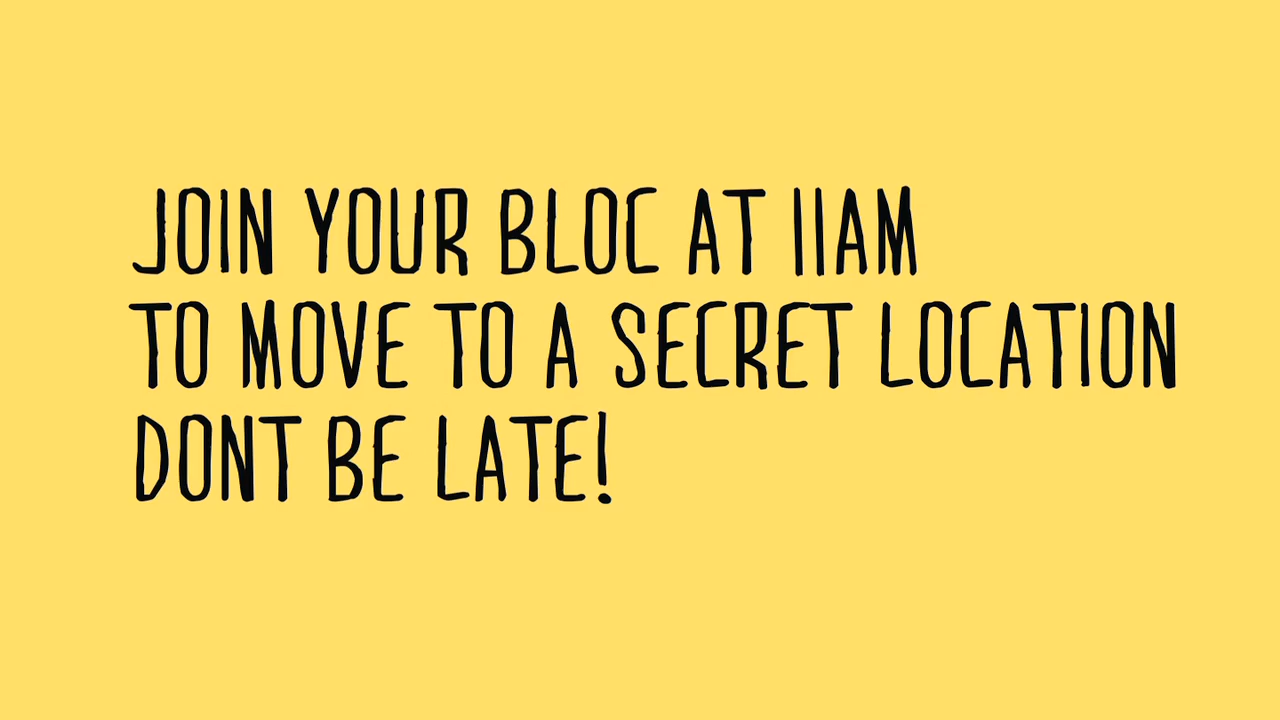 JOIN YOUR BLOC AT 11AM
TO MOVE TO A SECRET LOCATION
DONT BE LATE!